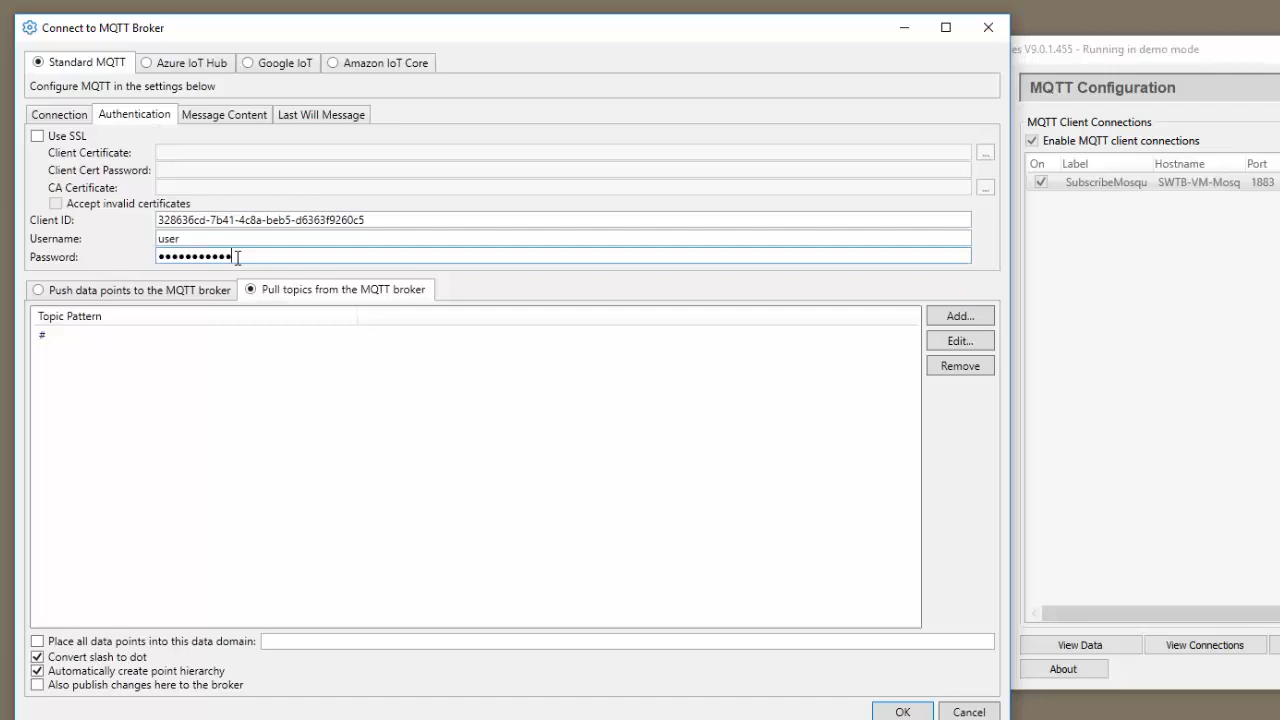 Connect to MQTT Broker
Standard MQTT Azure IoT Hub Google IoT Amazon IoT Core
Configure MQTT in the settings below
Connection Authentication Message Content Last Will Message
Use SSL
Client Certificate: ...
Client Cert Password:
CA Certificate: ...
Accept invalid certificates
Client ID: 328636cd-7b41-4c8a-beb5-d6363f9260c5
Username: user
Password: ●●●●●●●●●●●
Push data points to the MQTT broker Pull topics from the MQTT broker
Topic Pattern
#
Add...
Edit...
Remove
Place all data points into this data domain:
Convert slash to dot
Automatically create point hierarchy
Also publish changes here to the broker
OK Cancel
es V9.0.1.455 - Running in demo mode
MQTT Configuration
MQTT Client Connections
Enable MQTT client connections
On Label Hostname Port
SubscribeMosqu SWTB-VM-Mosq 1883
View Data View Connections
About